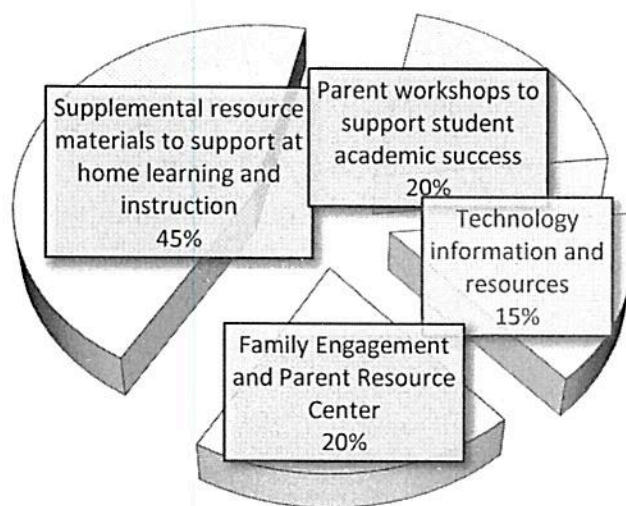 Supplemental resource
materials to support at
home learning and
instruction
45%
Parent workshops to
support student
academic success
20%
Technology
information and
resources
15%
Family Engagement
and Parent Resource
Center
20%